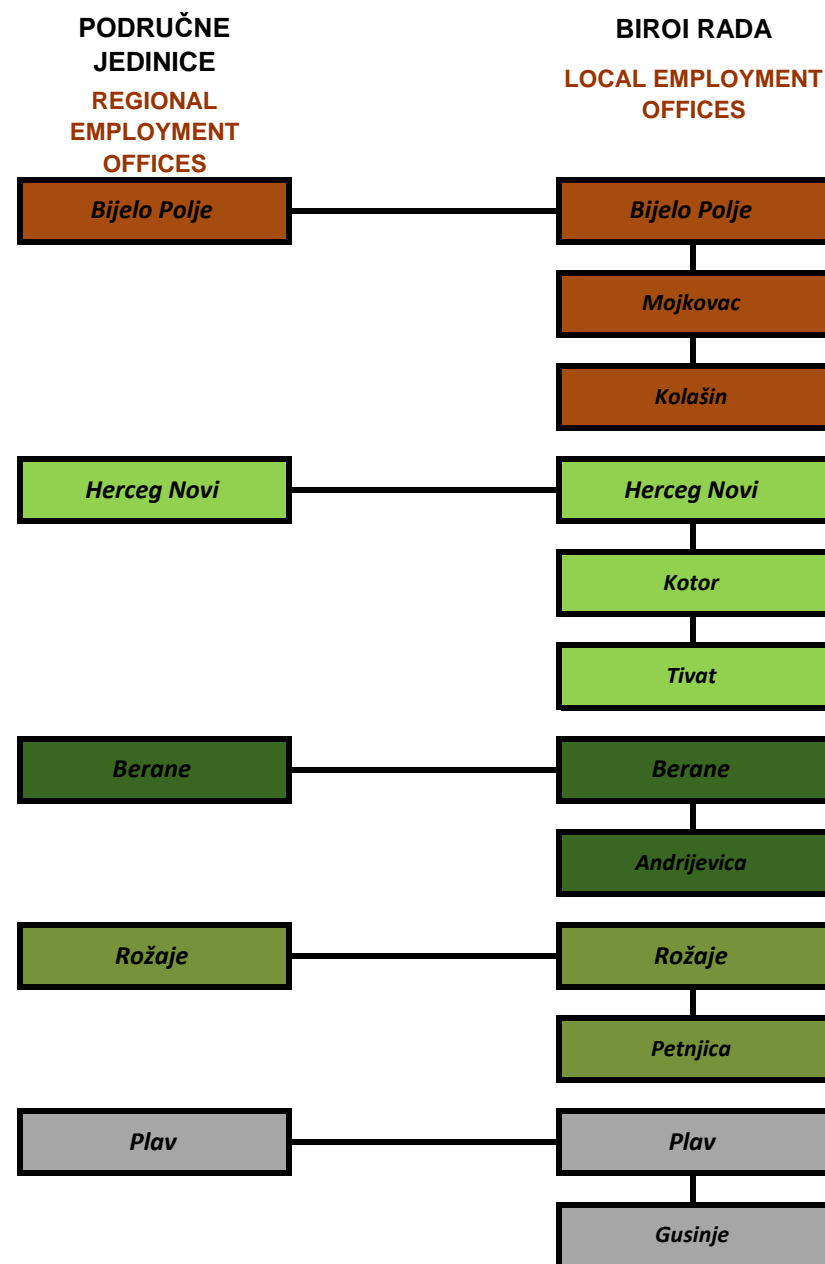 PODRUČNE
JEDINICE
REGIONAL
EMPLOYMENT
OFFICES
BIROI RADA
LOCAL EMPLOYMENT
OFFICES
Bijelo Polje
Bijelo Polje
Mojkovac
Kolašin
Herceg Novi
Herceg Novi
Kotor
Tivat
Berane
Berane
Andrijevica
Rožaje
Rožaje
Petnjica
Plav
Plav
Gusinje